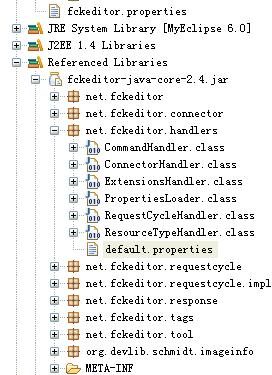 fckeditor.properties
JRE System Library [MyEclipse 6.0]
J2EE 1.4 Libraries
Referenced Libraries
fckeditor-java-core-2.4.jar
net.fckeditor
net.fckeditor.connector
net.fckeditor.handlers
CommandHandler.class
ConnectorHandler.class
ExtensionsHandler.class
PropertiesLoader.class
RequestCycleHandler.class
ResourceTypeHandler.class
default.properties
net.fckeditor.requestcycle
net.fckeditor.requestcycle.impl
net.fckeditor.response
net.fckeditor.tags
net.fckeditor.tool
org.devlib.schmidt.imageinfo
META-INF